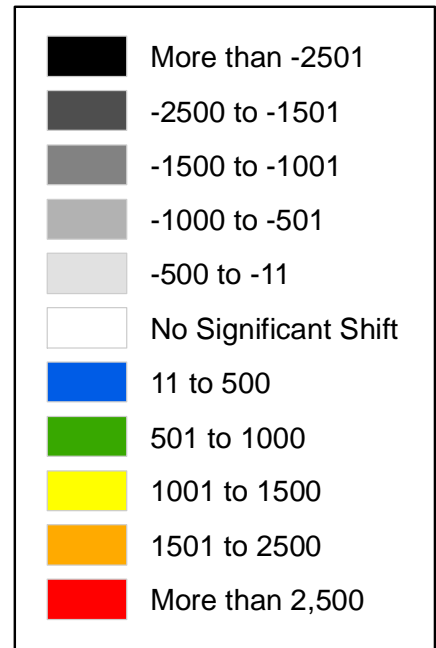 More than -2501
-2500 to -1501
-1500 to -1001
-1000 to -501
-500 to -11
No Significant Shift
11 to 500
501 to 1000
1001 to 1500
1501 to 2500
More than 2,500